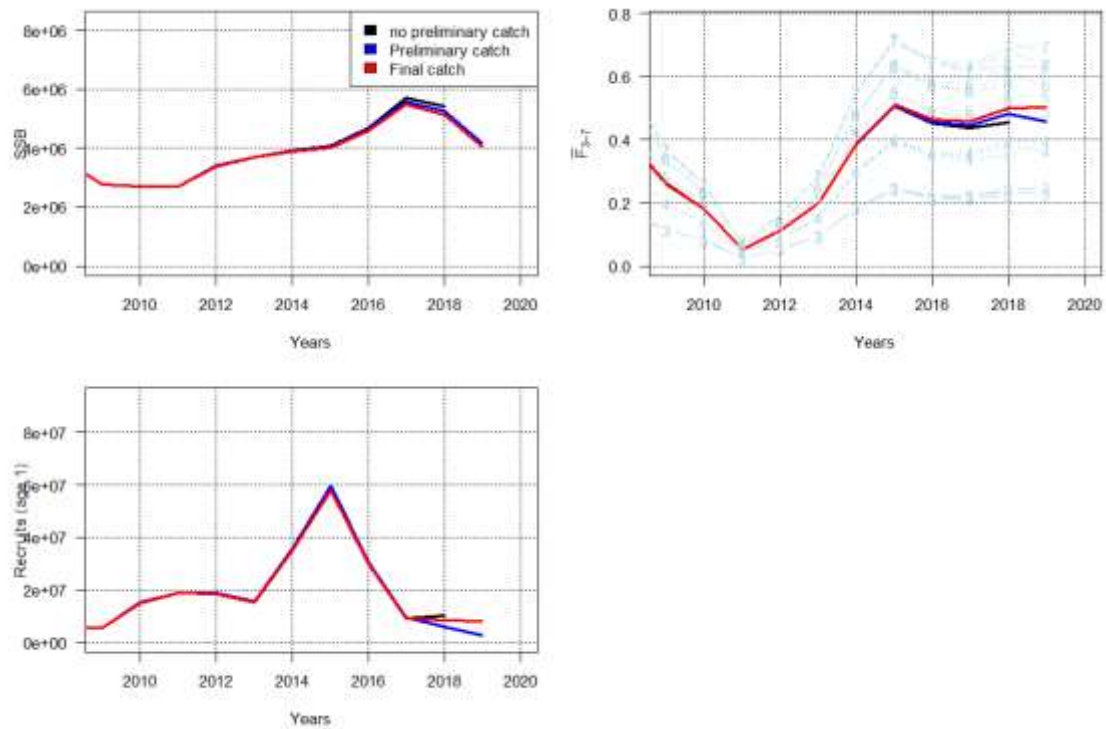 8e+06
6e+06
4e+06
2e+06
0e+00
SSB
no preliminary catch
Preliminary catch
Final catch
2010 2012 2014 2016 2018 2020
Years
0.8
0.6
0.4
0.2
0.0
F̅3-7
2010 2012 2014 2016 2018 2020
Years
8e+07
6e+07
4e+07
2e+07
0e+00
Recruits (age 1)
2010 2012 2014 2016 2018 2020
Years